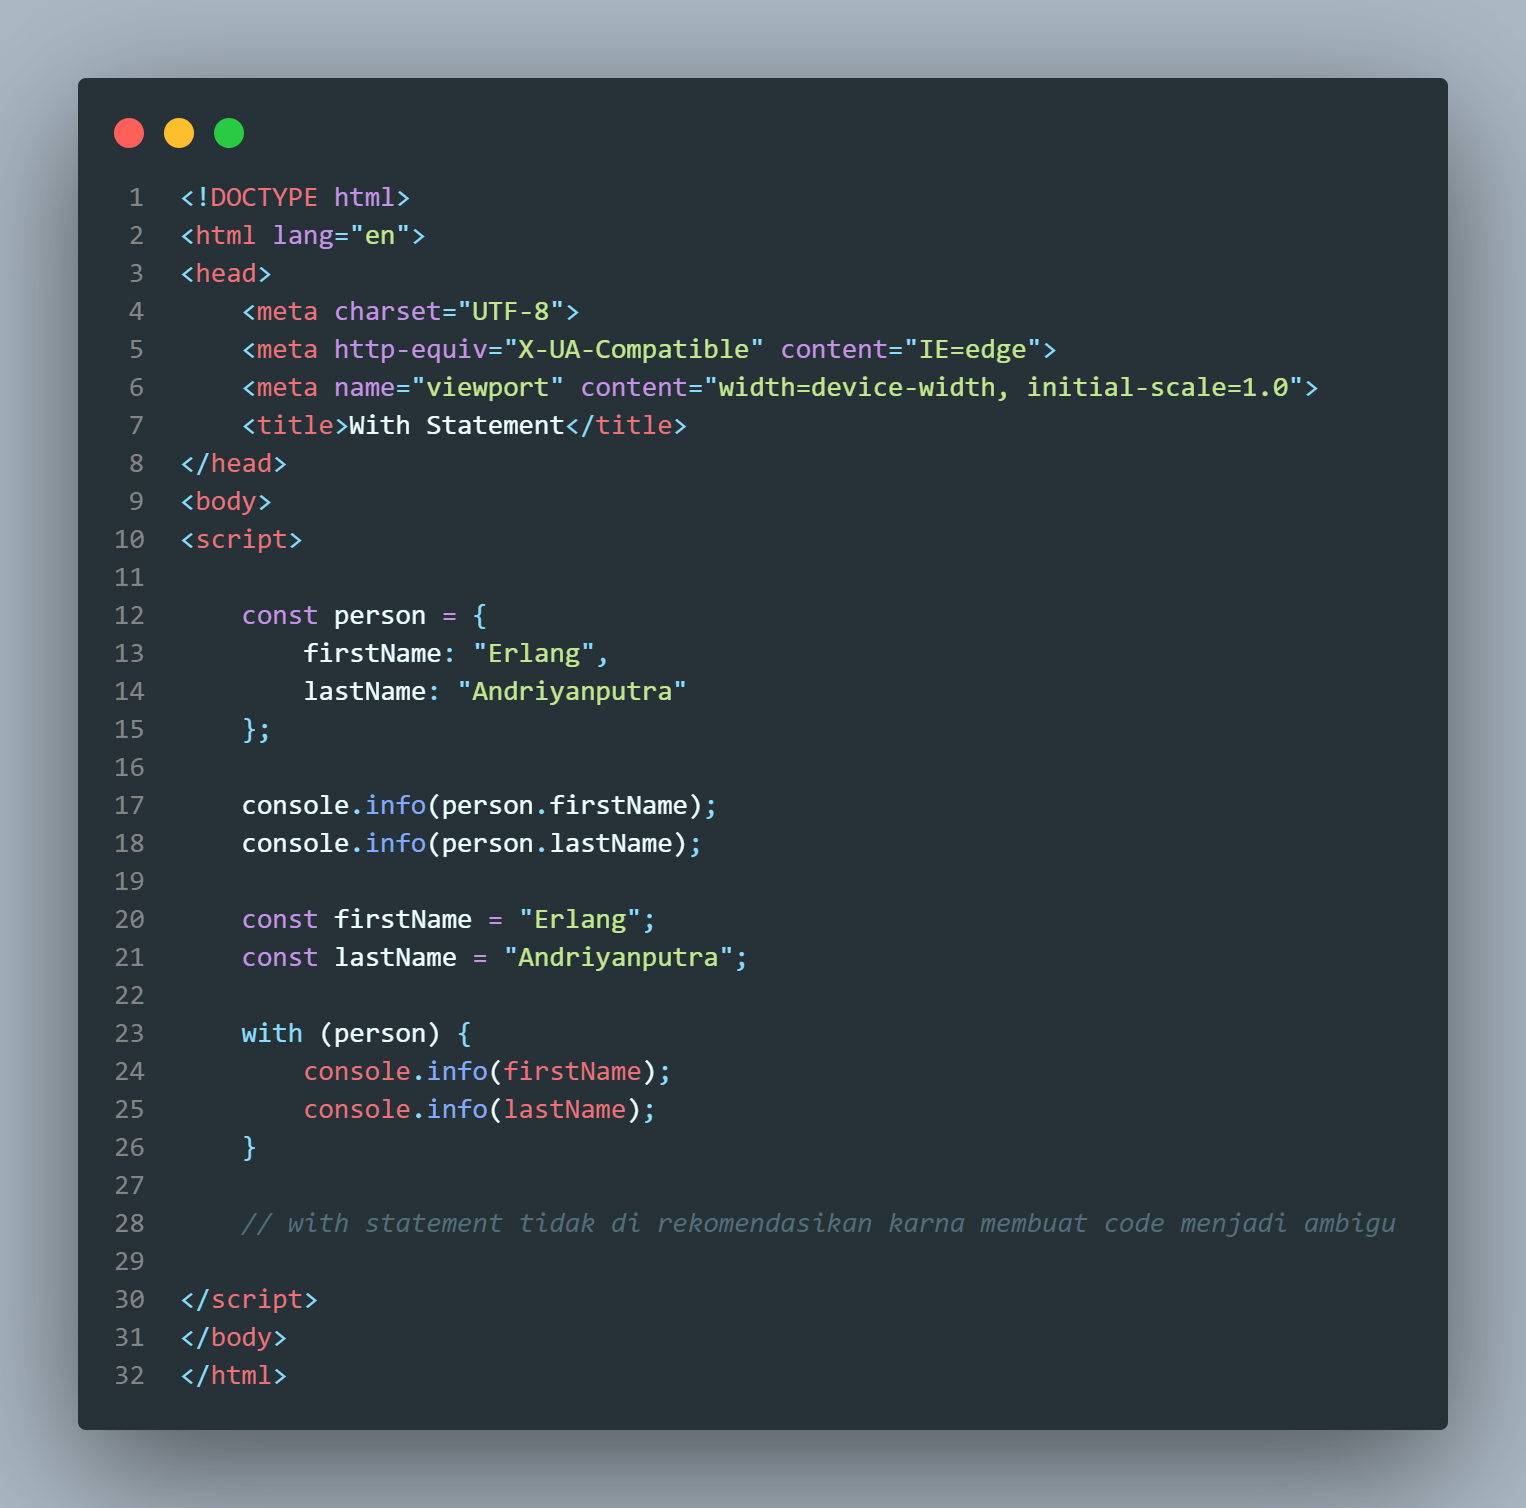 1 <!DOCTYPE html>
2 <html lang="en">
3 <head>
4     <meta charset="UTF-8">
5     <meta http-equiv="X-UA-Compatible" content="IE=edge">
6     <meta name="viewport" content="width=device-width, initial-scale=1.0">
7     <title>With Statement</title>
8 </head>
9 <body>
10 <script>
11
12     const person = {
13         firstName: "Erlang",
14         lastName: "Andriyanputra"
15     };
16
17     console.info(person.firstName);
18     console.info(person.lastName);
19
20     const firstName = "Erlang";
21     const lastName = "Andriyanputra";
22
23     with (person) {
24         console.info(firstName);
25         console.info(lastName);
26     }
27
28     // with statement tidak di rekomendasikan karna membuat code menjadi ambigu
29
30 </script>
31 </body>
32 </html>